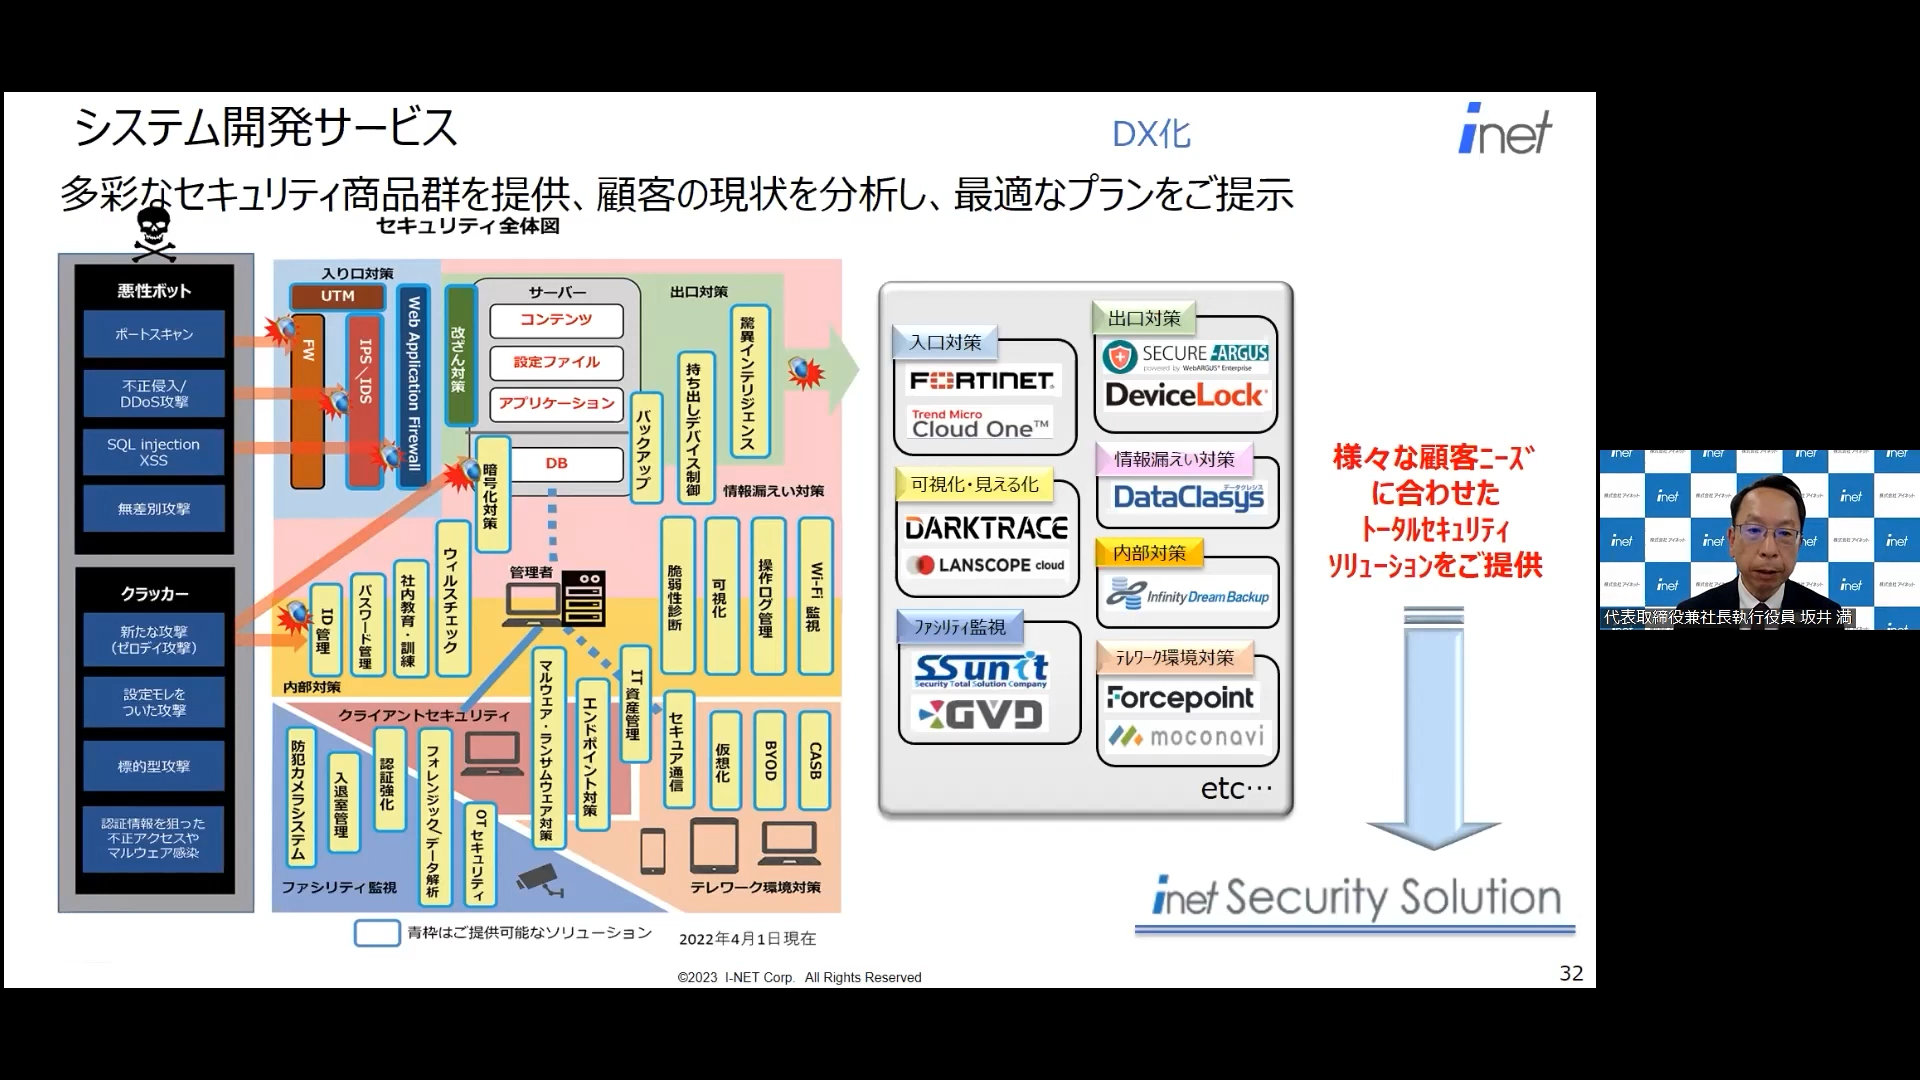 システム開発サービス
DX化
inet
多彩なセキュリティ商品群を提供、顧客の現状を分析し、最適なプランをご提示
セキュリティ全体図
悪性ボット
ポートスキャン
不正侵入/
DDoS攻撃
SQL injection
XSS
無差別攻撃
クラッカー
新たな攻撃
(ゼロデイ攻撃)
設定モレを
ついた攻撃
標的型攻撃
認証情報を狙った
不正アクセスや
マルウェア感染
入り口対策
UTM
FW
IPS/IDS
Web Application Firewall
改ざん対策
サーバー
コンテンツ
設定ファイル
アプリケーション
DB
暗号化対策
バックアップ
出口対策
持ち出しデバイス制御
驚異インテリジェンス
情報漏えい対策
管理者
ID管理
パスワード管理
社内教育・訓練
ウィルスチェック
内部対策
脆弱性診断
可視化
操作ログ管理
Wi-Fi監視
クライアントセキュリティ
防犯カメラシステム
入退室管理
認証強化
フォレンジック/データ解析
OTセキュリティ
マルウェア・ランサムウェア対策
エンドポイント対策
IT資産管理
セキュア通信
仮想化
BYOD
CASB
ファシリティ監視
テレワーク環境対策
青枠はご提供可能なソリューション
2022年4月1日現在
入口対策
FORTINET
Trend Micro
Cloud One™
可視化・見える化
DARKTRACE
LANSCOPE cloud
ファシリティ監視
SSunit
Security Total Solution Company
GVD
出口対策
SECURE-ARGUS
powered by WebARGUS® Enterprise
DeviceLock
情報漏えい対策
データクレシス
DataClasys
内部対策
Infinity Dream Backup
テレワーク環境対策
Forcepoint
moconavi
etc…
様々な顧客ニーズ
に合わせた
トータルセキュリティ
ソリューションをご提供
inet Security Solution
©2023 I-NET Corp. All Rights Reserved
32
inet
株式会社アイネット
代表取締役兼社長執行役員 坂井 満